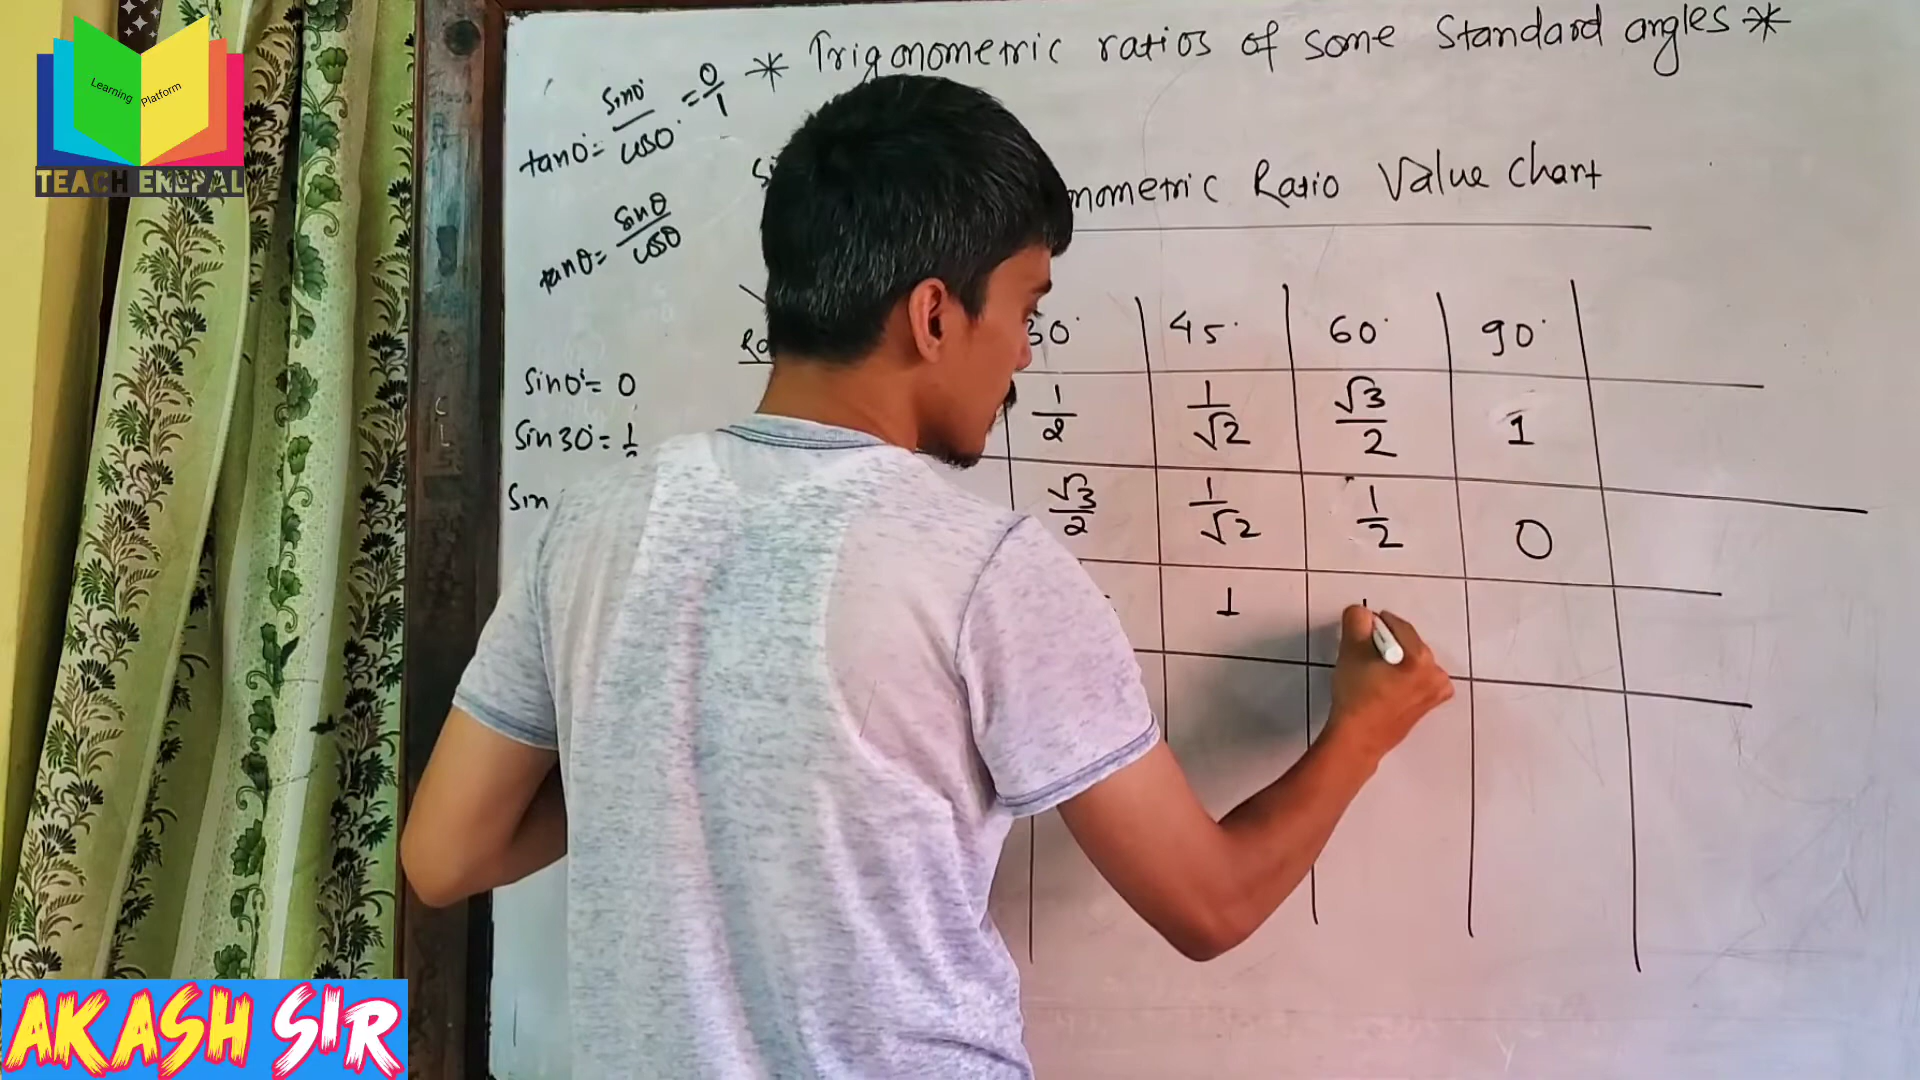 Learning Platform
TEACH ENEPAL
* Trigonometric ratios of some Standard angles *
tan0° = sin0°/cos0° = 0/1
nometric Ratio Value Chart
tanθ = sinθ/cosθ
30° 45° 60° 90°
sin0° = 0
1/2 1/√2 √3/2 1
sin30° = 1/2
sin
√3/2 1/√2 1/2 0
1
AKASH SIR